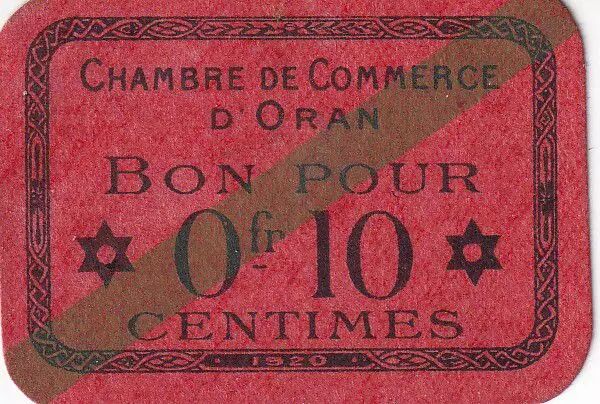 CHAMBRE DE COMMERCE
D'ORAN
BON POUR
0fr 10
CENTIMES
1920